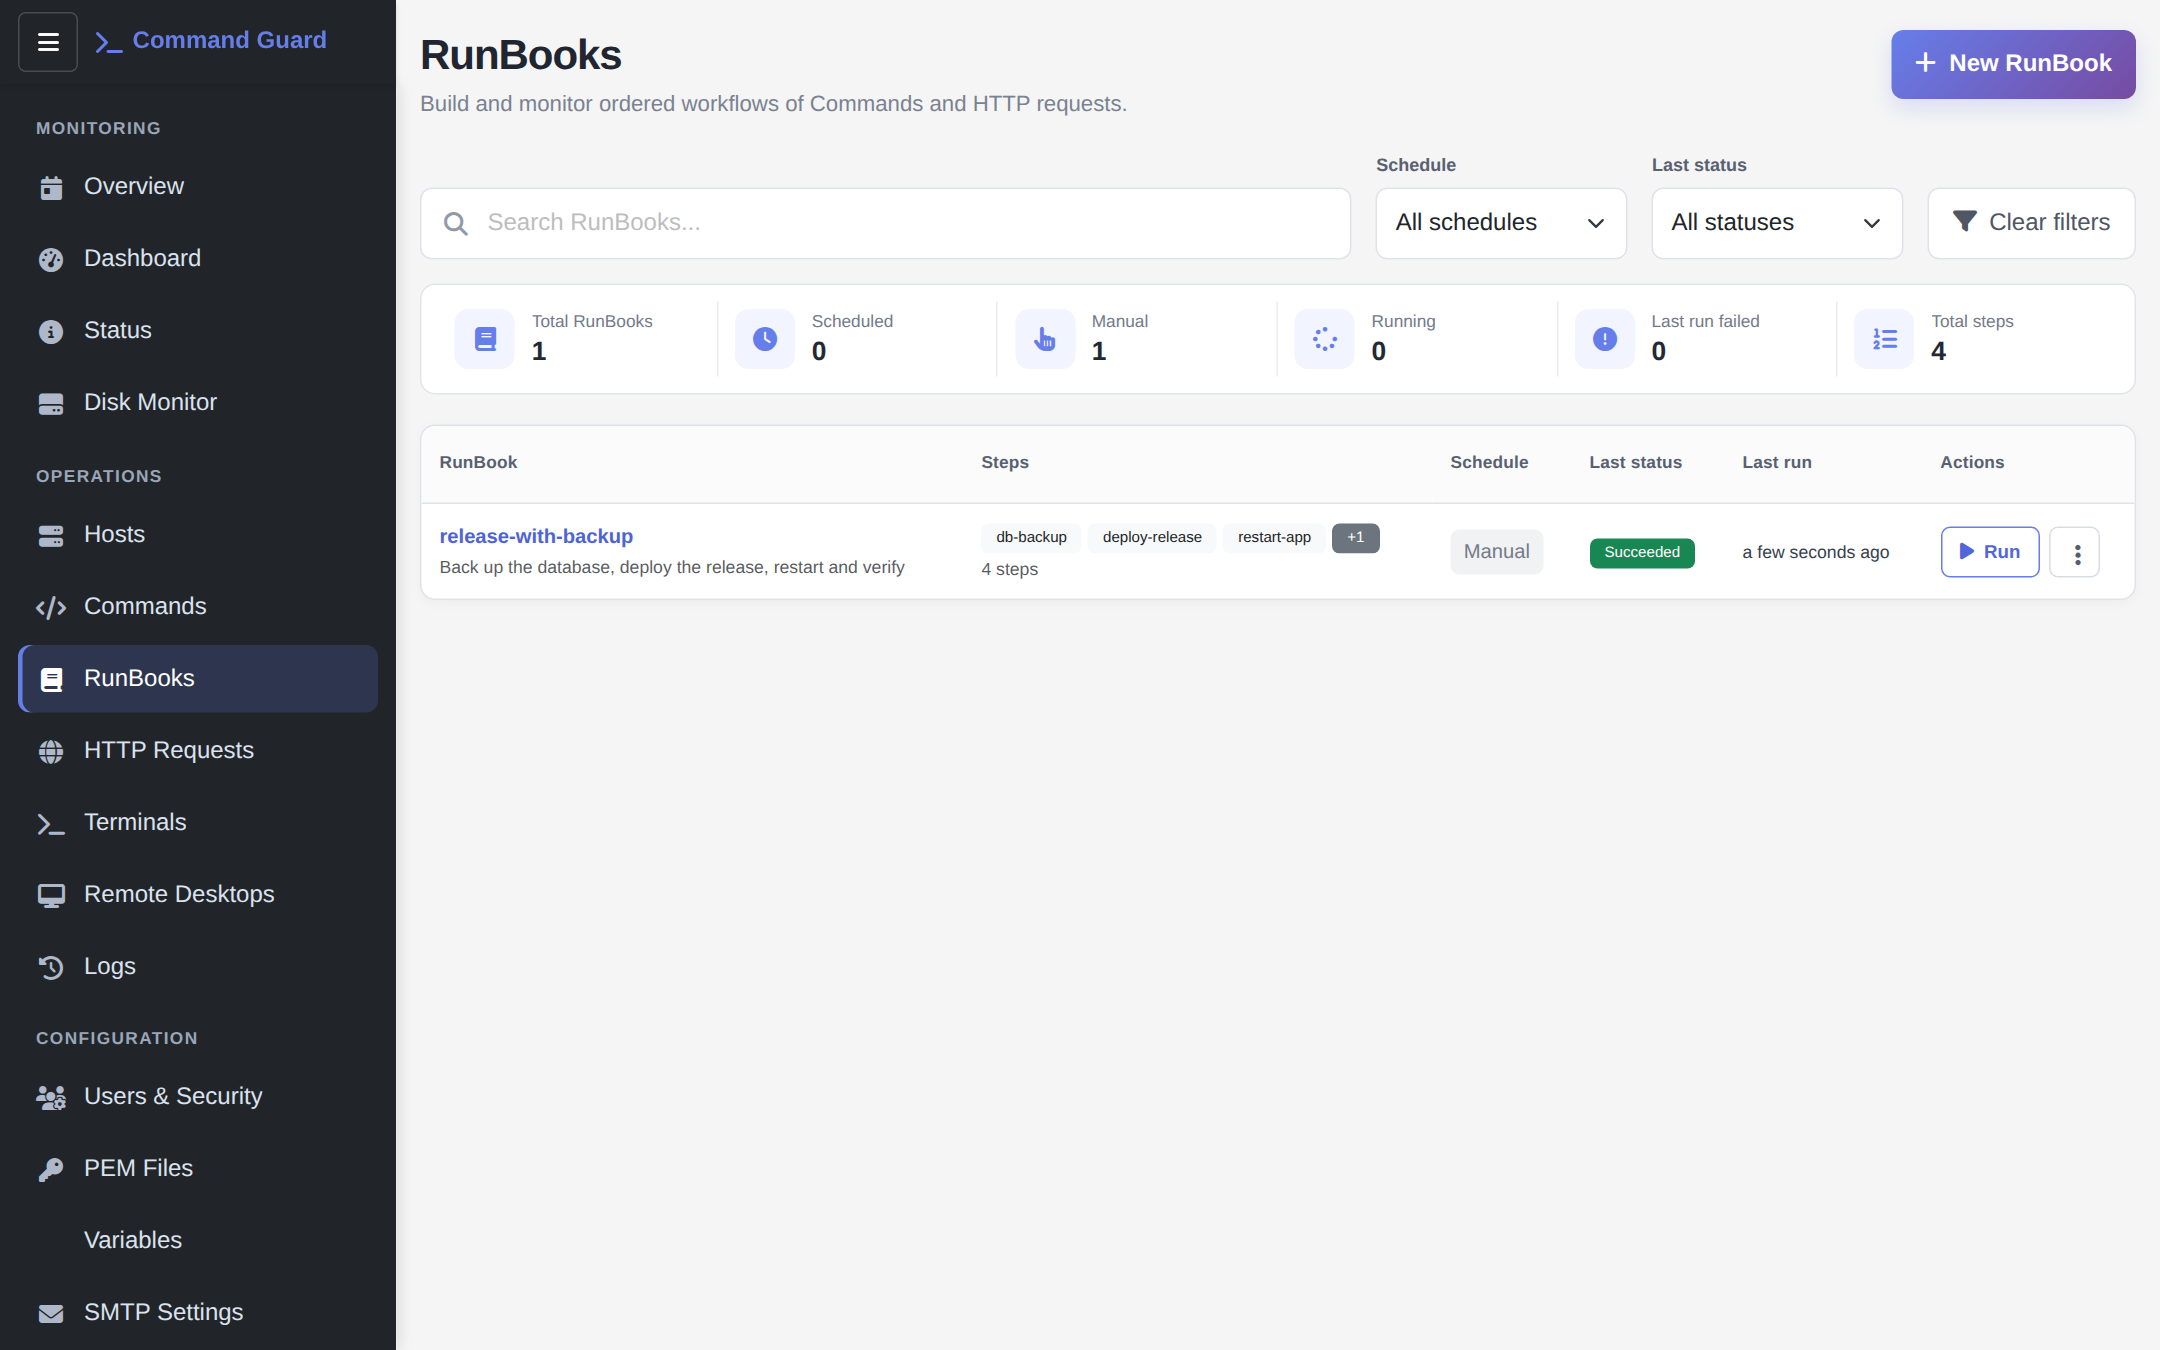 Command Guard
MONITORING
Overview
Dashboard
Status
Disk Monitor
OPERATIONS
Hosts
Commands
RunBooks
HTTP Requests
Terminals
Remote Desktops
Logs
CONFIGURATION
Users & Security
PEM Files
Variables
SMTP Settings
RunBooks
Build and monitor ordered workflows of Commands and HTTP requests.
New RunBook
Search RunBooks...
Schedule
All schedules
Last status
All statuses
Clear filters
Total RunBooks
1
Scheduled
0
Manual
1
Running
0
Last run failed
0
Total steps
4
RunBook Steps Schedule Last status Last run Actions
release-with-backup
Back up the database, deploy the release, restart and verify
db-backup deploy-release restart-app +1
4 steps
Manual
Succeeded
a few seconds ago
Run